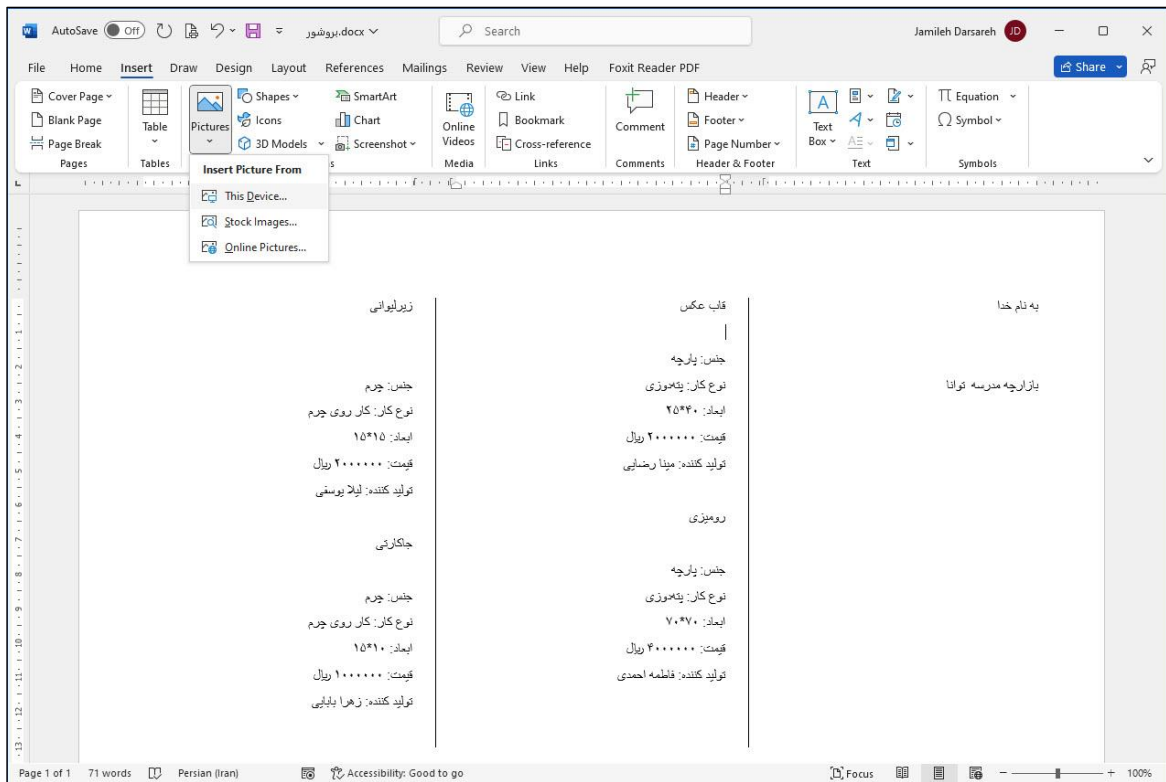 AutoSave Off بروشور.docx Search Jamileh Darsareh JD
File Home Insert Draw Design Layout References Mailings Review View Help Foxit Reader PDF Share
Cover Page
Blank Page
Page Break
Pages
Table
Tables
Pictures
Shapes
Icons
3D Models
SmartArt
Chart
Screenshot
s
Online Videos
Media
Link
Bookmark
Cross-reference
Links
Comment
Comments
Header
Footer
Page Number
Header & Footer
Text Box
Text
Equation
Symbol
Symbols
Insert Picture From
This Device...
Stock Images...
Online Pictures...
به نام خدا
بازارچه مدرسه توانا
قاب عکس
جنس: پارچه
نوع کار: پته‌دوزی
ابعاد: ۴۰*۲۵
قیمت: ۲۰۰۰۰۰۰ ریال
تولید کننده: مینا رضایی
رومیزی
جنس: پارچه
نوع کار: پته‌دوزی
ابعاد: ۷۰*۷۰
قیمت: ۴۰۰۰۰۰۰ ریال
تولید کننده: فاطمه احمدی
زیرلیوانی
جنس: چرم
نوع کار: کار روی چرم
ابعاد: ۱۵*۱۵
قیمت: ۲۰۰۰۰۰۰ ریال
تولید کننده: لیلا یوسفی
جاکارتی
جنس: چرم
نوع کار: کار روی چرم
ابعاد: ۱۰*۱۵
قیمت: ۱۰۰۰۰۰۰ ریال
تولید کننده: زهرا بابایی
Page 1 of 1 71 words Persian (Iran) Accessibility: Good to go Focus 100%